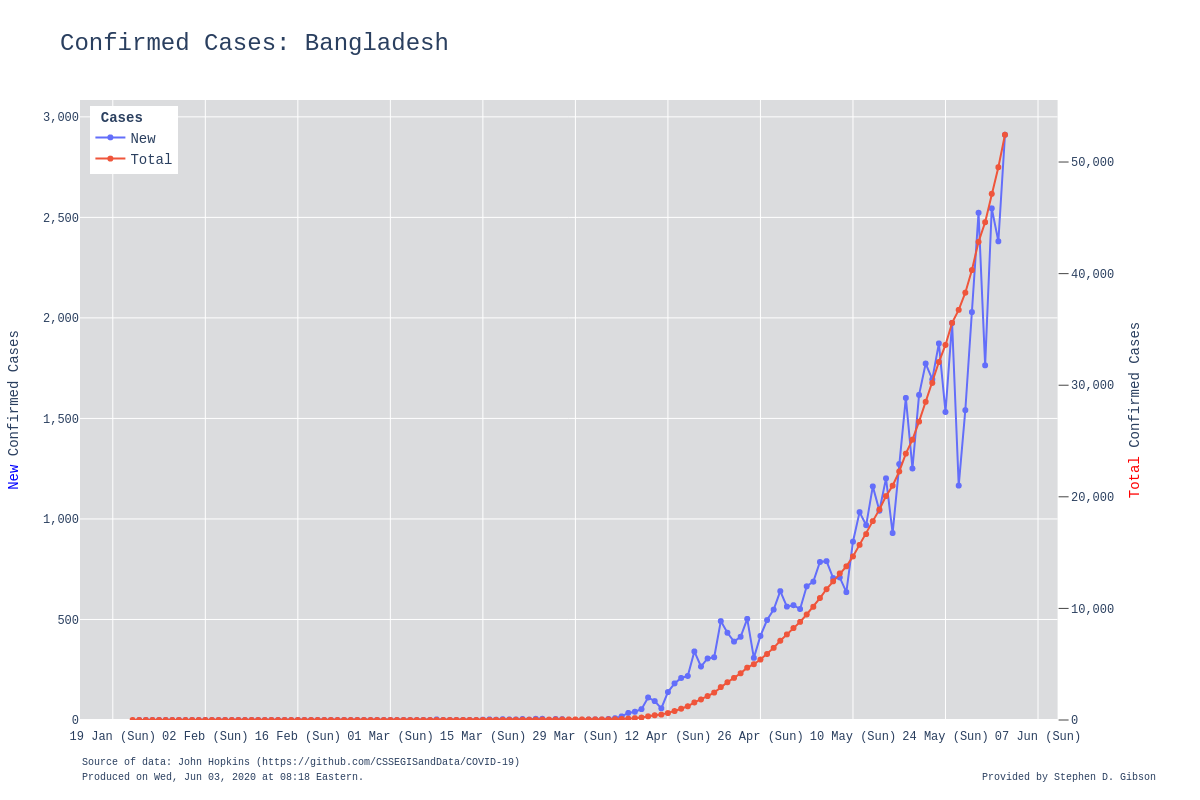 Confirmed Cases: Bangladesh
Cases
New
Total
3,000
2,500
2,000
1,500
1,000
500
0
New Confirmed Cases
50,000
40,000
30,000
20,000
10,000
0
Total Confirmed Cases
19 Jan (Sun) 02 Feb (Sun) 16 Feb (Sun) 01 Mar (Sun) 15 Mar (Sun) 29 Mar (Sun) 12 Apr (Sun) 26 Apr (Sun) 10 May (Sun) 24 May (Sun) 07 Jun (Sun)
Source of data: John Hopkins (https://github.com/CSSEGISandData/COVID-19)
Produced on Wed, Jun 03, 2020 at 08:18 Eastern.
Provided by Stephen D. Gibson